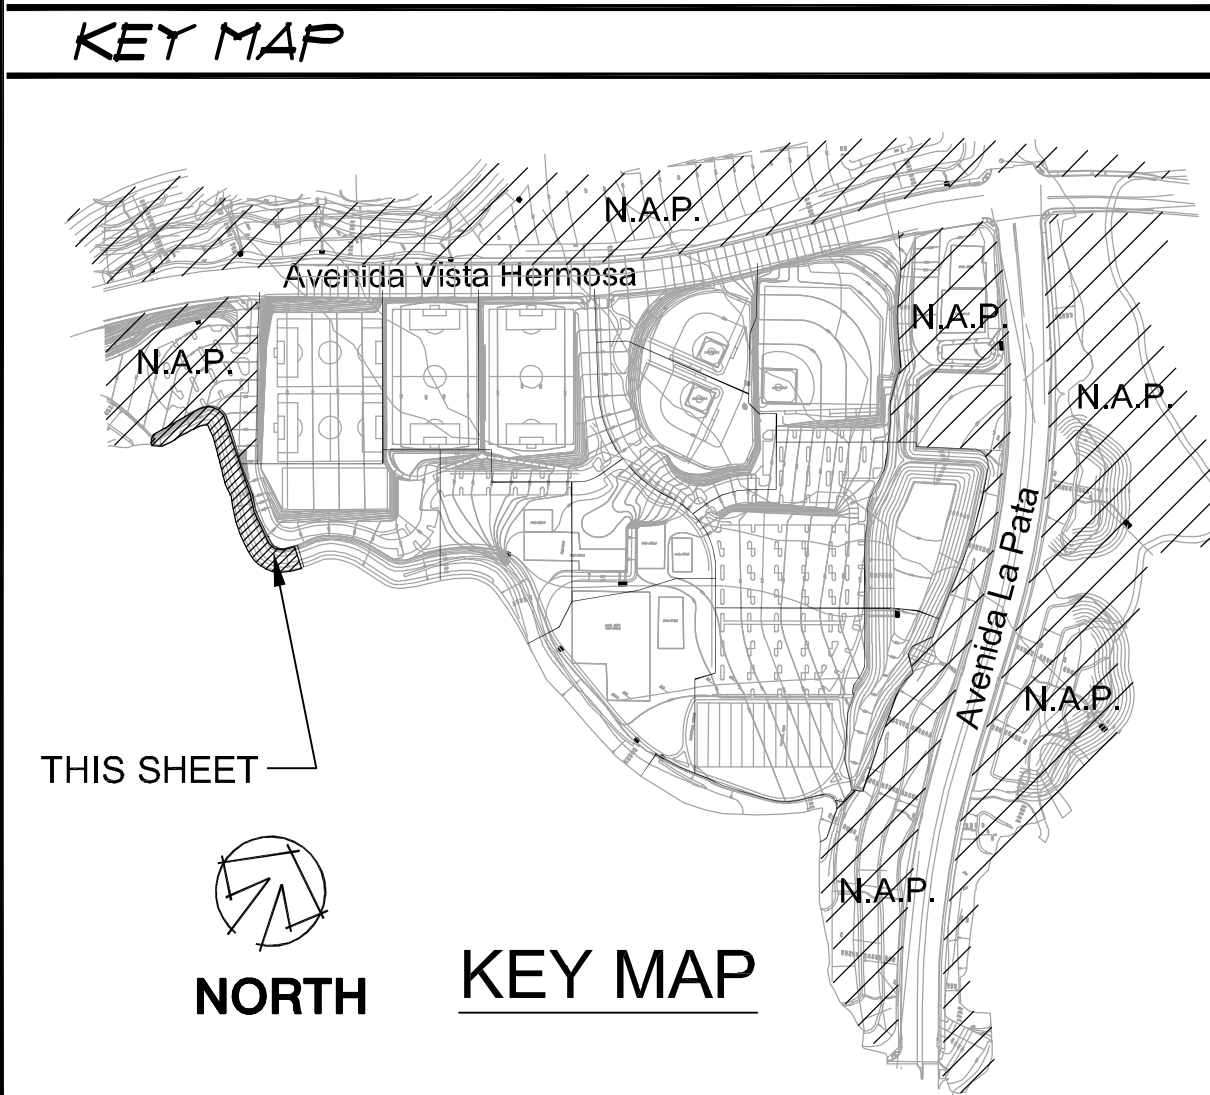 KEY MAP
N.A.P.
Avenida Vista Hermosa
N.A.P.
N.A.P.
N.A.P.
Avenida La Pata
N.A.P.
THIS SHEET
N.A.P.
NORTH
KEY MAP